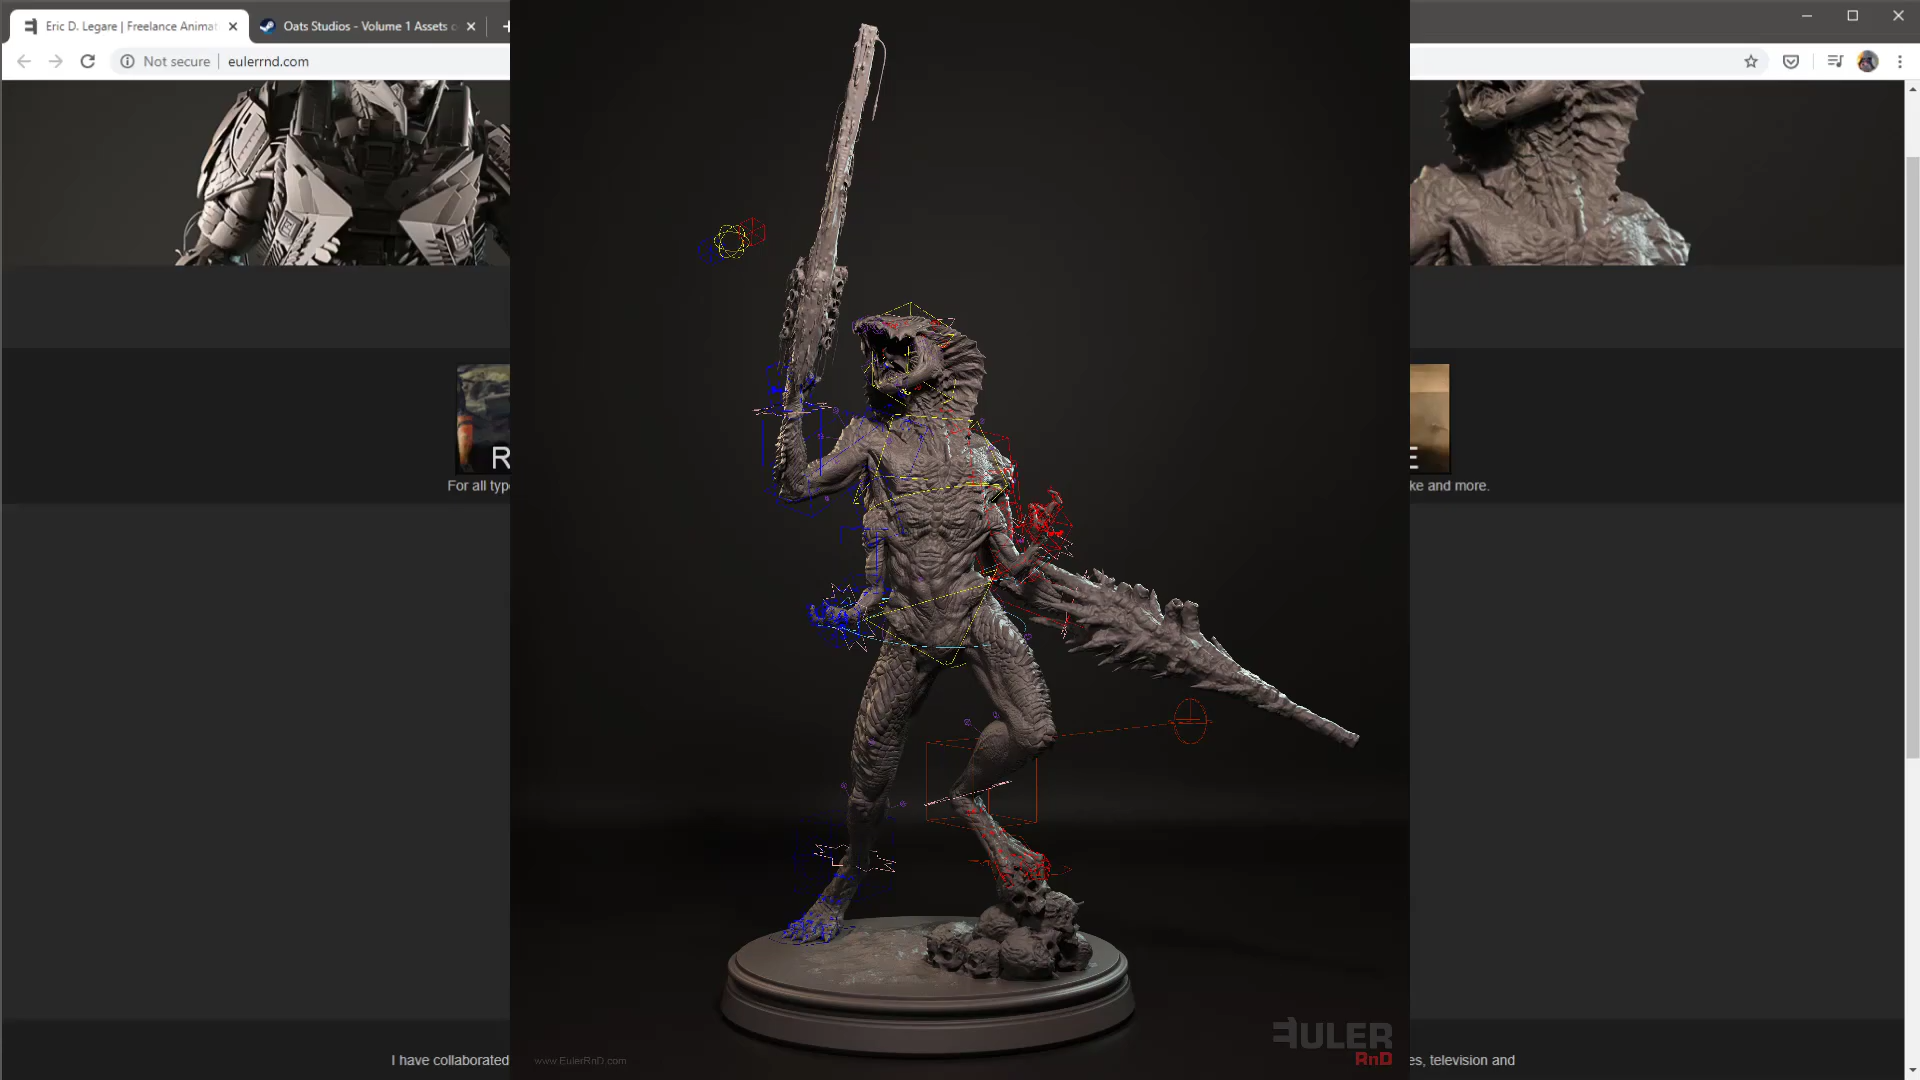 Eric D. Legare | Freelance Animat
Oats Studios - Volume 1 Assets o
Not secure
eulerrnd.com
R
E
For all typ
ke and more.
I have collaborated
es, television and
www.EulerRnD.com
EULER
RnD